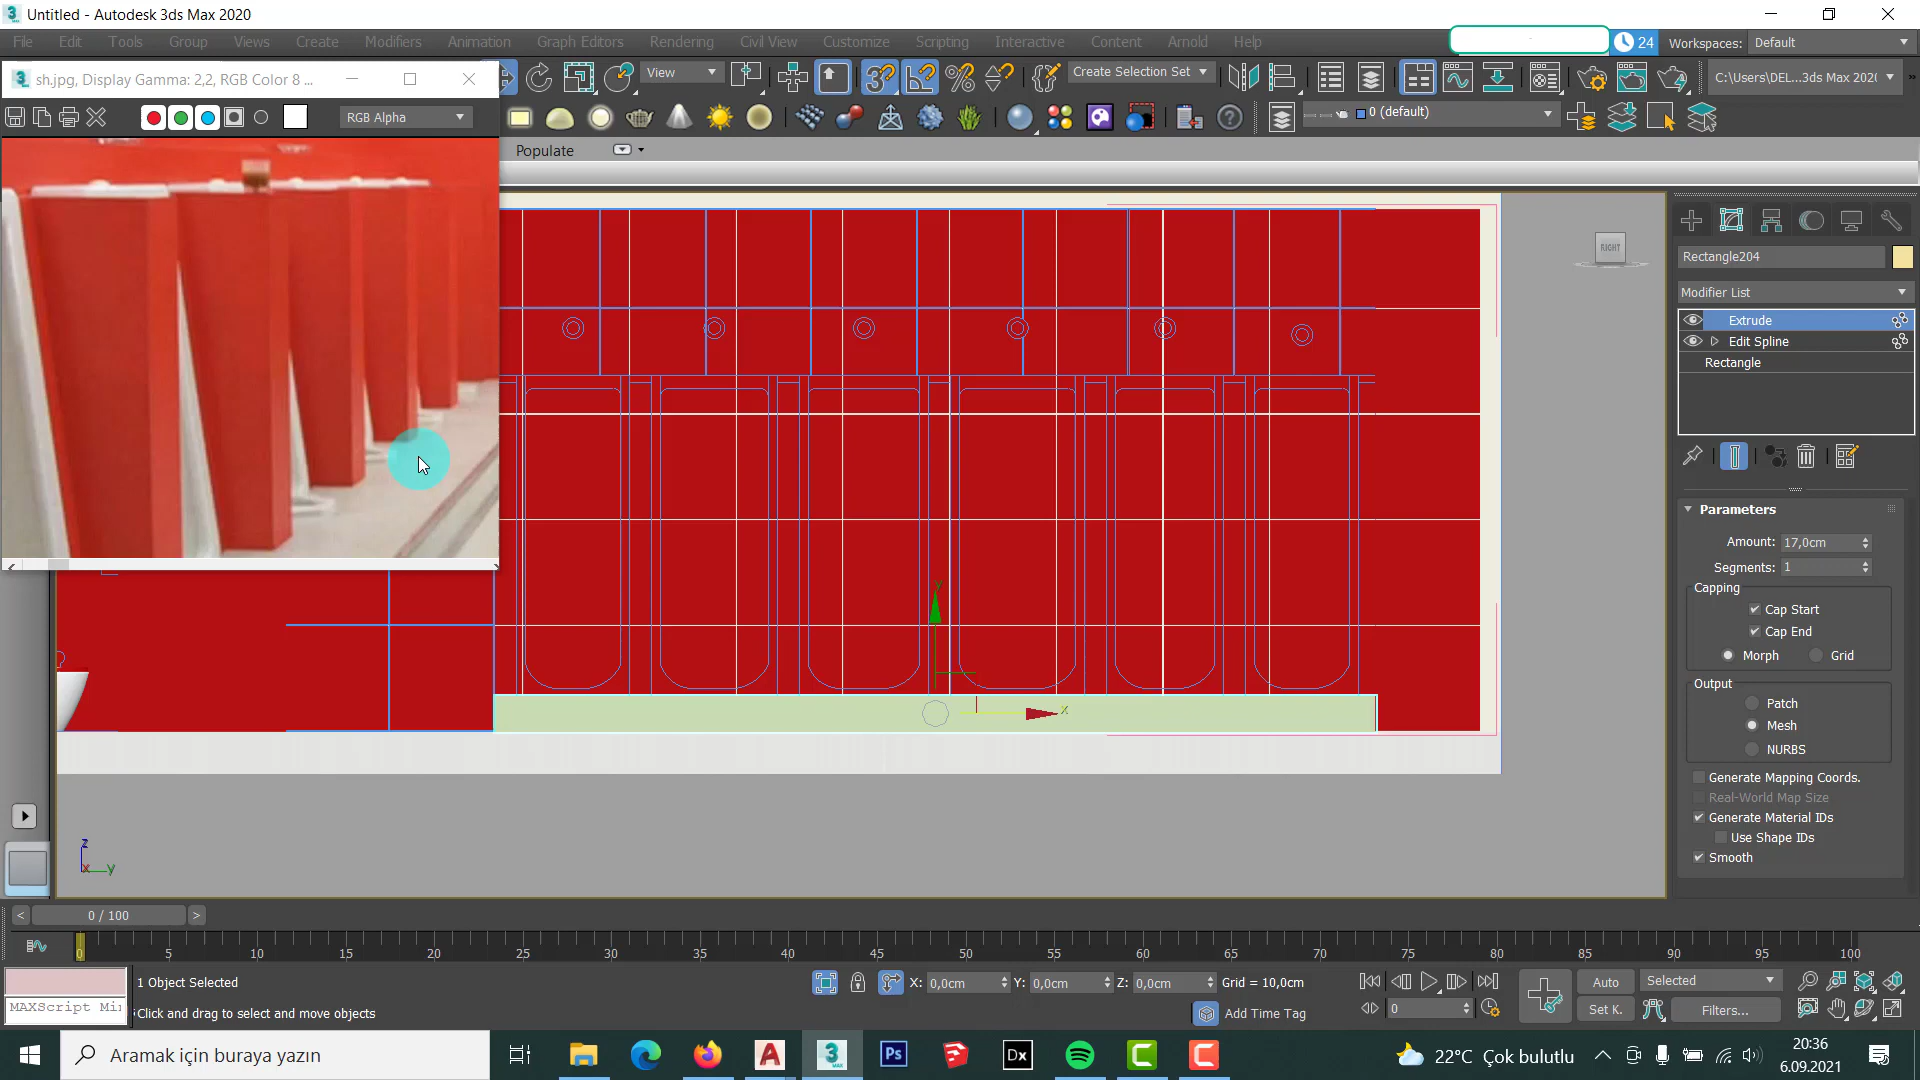 Untitled - Autodesk 3ds Max 2020
File Edit Tools Group Views Create Modifiers Animation Graph Editors Rendering Civil View Customize Scripting Interactive Content Arnold Help
24 Workspaces: Default
sh.jpg, Display Gamma: 2,2, RGB Color 8 ...
View
Create Selection Set
C:\Users\DEL...3ds Max 202(
RGB Alpha
0 (default)
Populate
RIGHT
Rectangle204
Modifier List
Extrude
Edit Spline
Rectangle
Parameters
Amount: 17,0cm
Segments: 1
Capping
Cap Start
Cap End
Morph Grid
Output
Patch
Mesh
NURBS
Generate Mapping Coords.
Real-World Map Size
Generate Material IDs
Use Shape IDs
Smooth
y
x
z
x y
< 0 / 100 >
0 5 10 15 20 25 30 35 40 45 50 55 60 65 70 75 80 85 90 95 100
1 Object Selected
X: 0,0cm Y: 0,0cm Z: 0,0cm Grid = 10,0cm
Auto Selected
MAXScript Mi
Click and drag to select and move objects
Add Time Tag
0
Set K. Filters...
Aramak için buraya yazın
22°C Çok bulutlu
20:36
6.09.2021